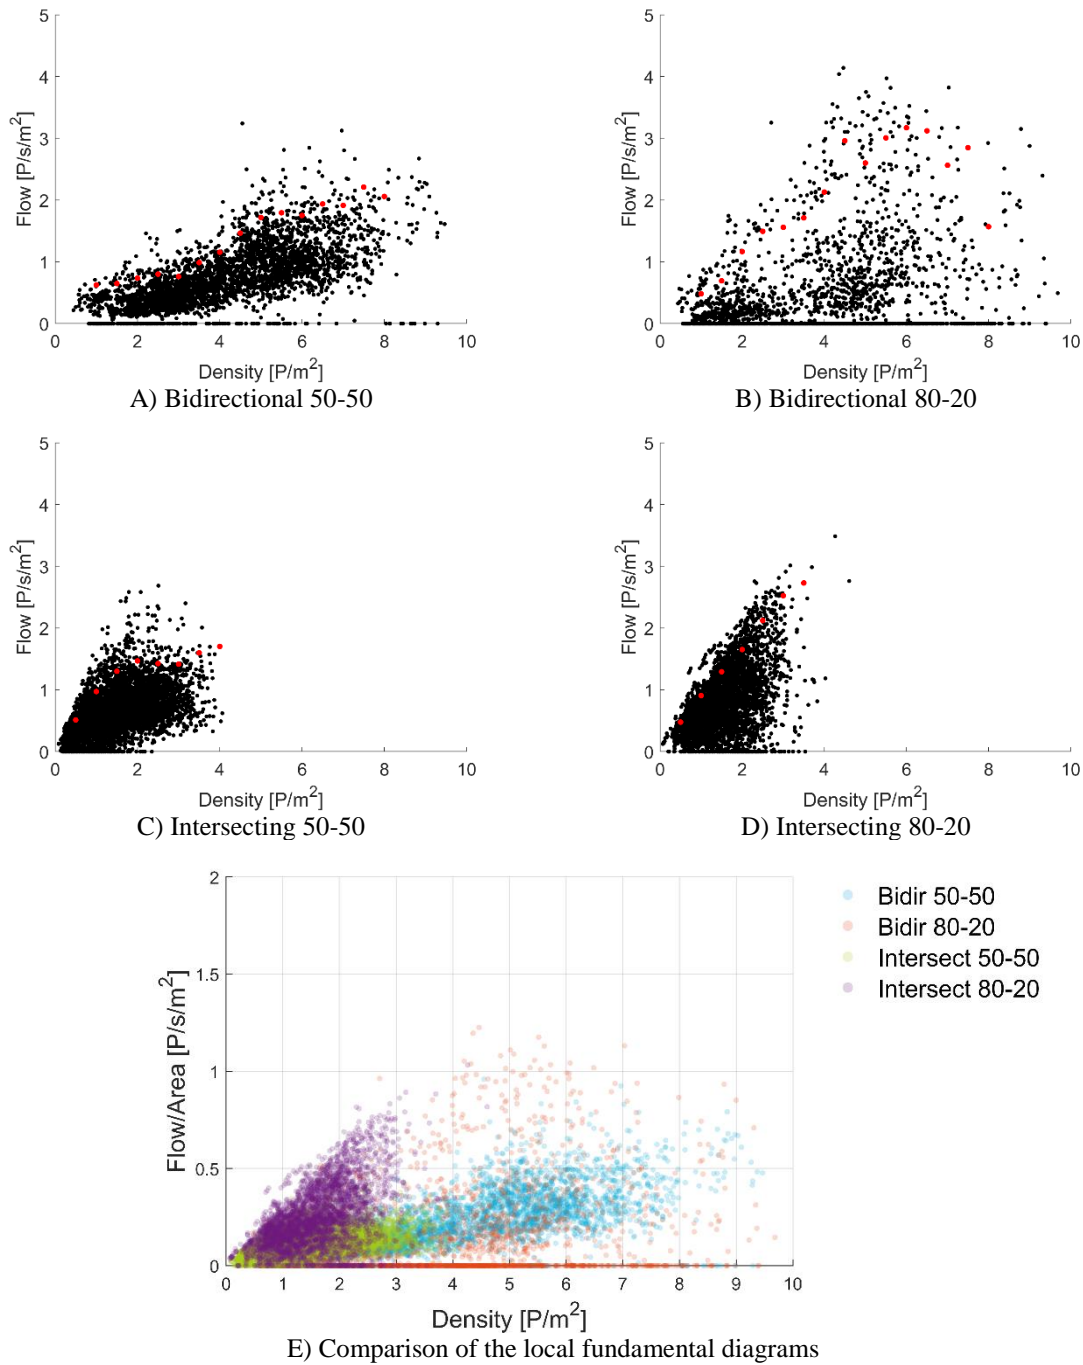 5
4
3
2
1
0
Flow [P/s/m²]
0 2 4 6 8 10
Density [P/m²]
A) Bidirectional 50-50
5
4
3
2
1
0
Flow [P/s/m²]
0 2 4 6 8 10
Density [P/m²]
B) Bidirectional 80-20
5
4
3
2
1
0
Flow [P/s/m²]
0 2 4 6 8 10
Density [P/m²]
C) Intersecting 50-50
5
4
3
2
1
0
Flow [P/s/m²]
0 2 4 6 8 10
Density [P/m²]
D) Intersecting 80-20
2
1.5
1
0.5
0
Flow/Area [P/s/m²]
0 1 2 3 4 5 6 7 8 9 10
Density [P/m²]
Bidir 50-50
Bidir 80-20
Intersect 50-50
Intersect 80-20
E) Comparison of the local fundamental diagrams